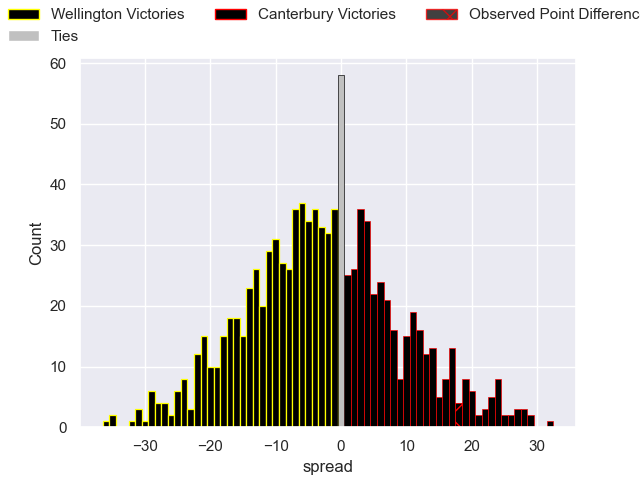 Wellington Victories Canterbury Victories Observed Point Differenc
Ties
60
50
40
30
20
10
0
Count
−30 −20 −10 0 10 20 30
spread